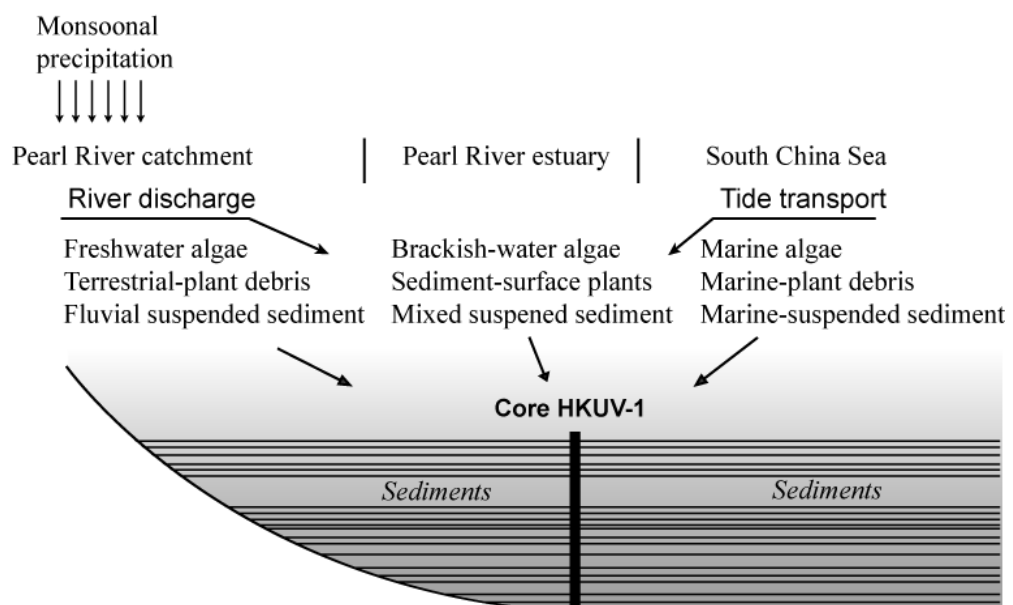 Monsoonal
precipitation
Pearl River catchment
Pearl River estuary
South China Sea
River discharge
Tide transport
Freshwater algae
Terrestrial-plant debris
Fluvial suspended sediment
Brackish-water algae
Sediment-surface plants
Mixed suspened sediment
Marine algae
Marine-plant debris
Marine-suspended sediment
Core HKUV-1
Sediments
Sediments